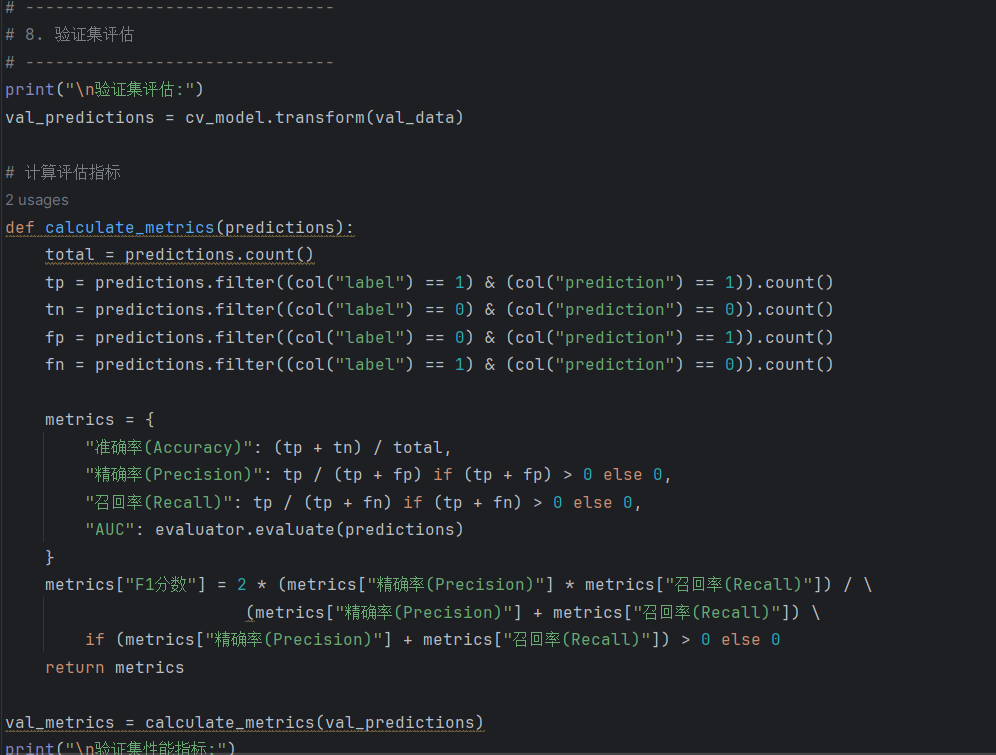 # -------------------------------
# 8. 验证集评估
# -------------------------------
print("\n验证集评估:")
val_predictions = cv_model.transform(val_data)
# 计算评估指标
2 usages
def calculate_metrics(predictions):
    total = predictions.count()
    tp = predictions.filter((col("label") == 1) & (col("prediction") == 1)).count()
    tn = predictions.filter((col("label") == 0) & (col("prediction") == 0)).count()
    fp = predictions.filter((col("label") == 0) & (col("prediction") == 1)).count()
    fn = predictions.filter((col("label") == 1) & (col("prediction") == 0)).count()
    metrics = {
        "准确率(Accuracy)": (tp + tn) / total,
        "精确率(Precision)": tp / (tp + fp) if (tp + fp) > 0 else 0,
        "召回率(Recall)": tp / (tp + fn) if (tp + fn) > 0 else 0,
        "AUC": evaluator.evaluate(predictions)
    }
    metrics["F1分数"] = 2 * (metrics["精确率(Precision)"] * metrics["召回率(Recall)"]) / \
                        (metrics["精确率(Precision)"] + metrics["召回率(Recall)"]) \
        if (metrics["精确率(Precision)"] + metrics["召回率(Recall)"]) > 0 else 0
    return metrics
val_metrics = calculate_metrics(val_predictions)
print("\n验证集性能指标:")